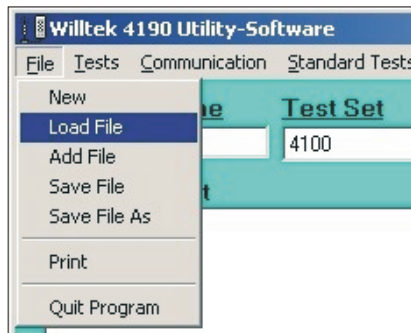 Willtek 4190 Utility-So
File Tests Communication Standard Tests
New
Load File
Add File
Save File
Save File As
Print
Quit Program
Test Set
4100